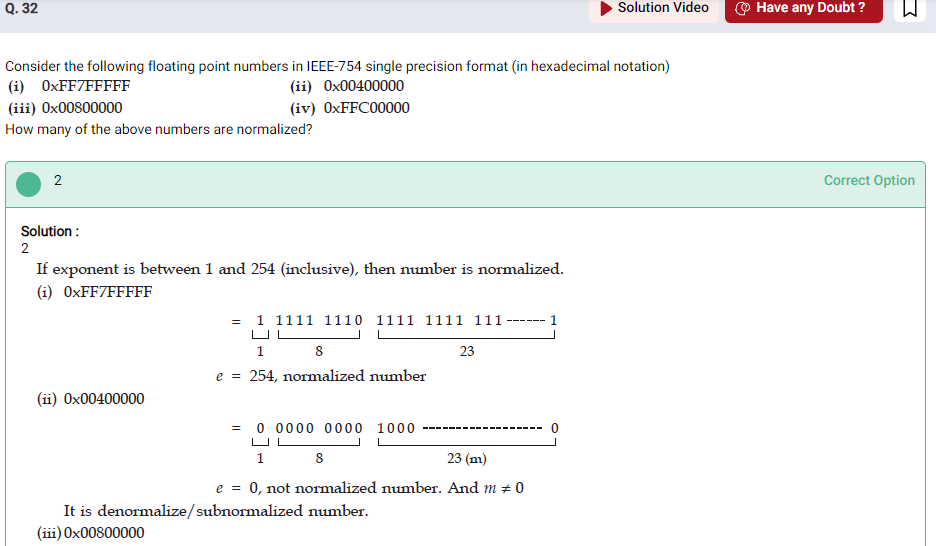 Q. 32
Solution Video
Have any Doubt ?
Consider the following floating point numbers in IEEE-754 single precision format (in hexadecimal notation)
(i) 0xFF7FFFFF (ii) 0x00400000
(iii) 0x00800000 (iv) 0xFFC00000
How many of the above numbers are normalized?
2 Correct Option
Solution :
2
If exponent is between 1 and 254 (inclusive), then number is normalized.
(i) 0xFF7FFFFF
= 1 1111 1110 1111 1111 111 ------ 1
1 8 23
e = 254, normalized number
(ii) 0x00400000
= 0 0000 0000 1000 ------------------- 0
1 8 23 (m)
e = 0, not normalized number. And m ≠ 0
It is denormalize/subnormalized number.
(iii) 0x00800000